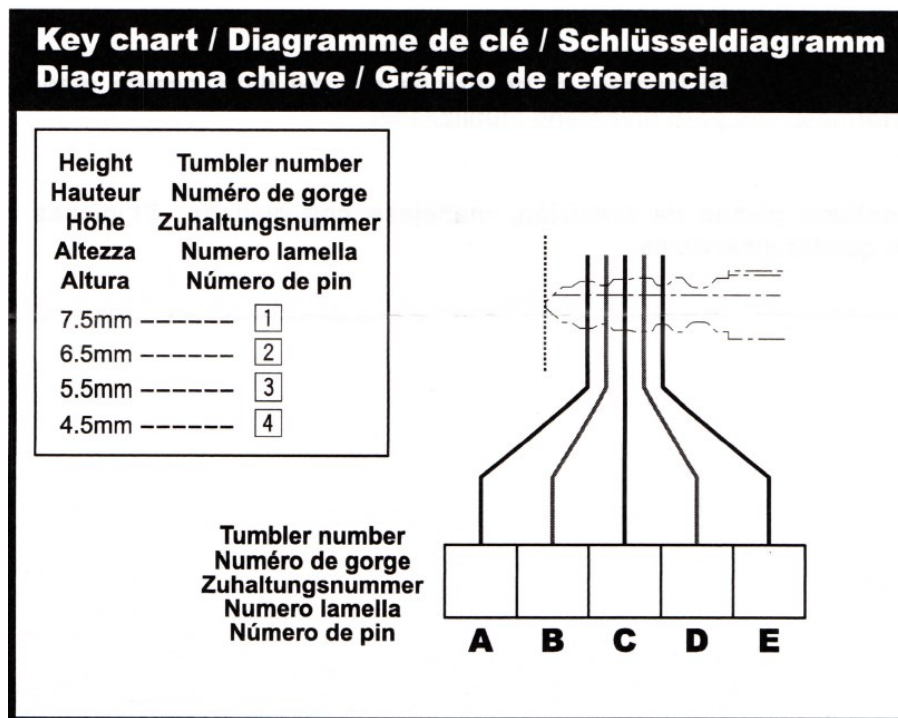 Key chart / Diagramme de clé / Schlüsseldiagramm
Diagramma chiave / Gráfico de referencia
Height Tumbler number
Hauteur Numéro de gorge
Höhe Zuhaltungsnummer
Altezza Numero lamella
Altura Número de pin
7.5mm ------ 1
6.5mm ------ 2
5.5mm ------ 3
4.5mm ------ 4
Tumbler number
Numéro de gorge
Zuhaltungsnummer
Numero lamella
Número de pin
A B C D E